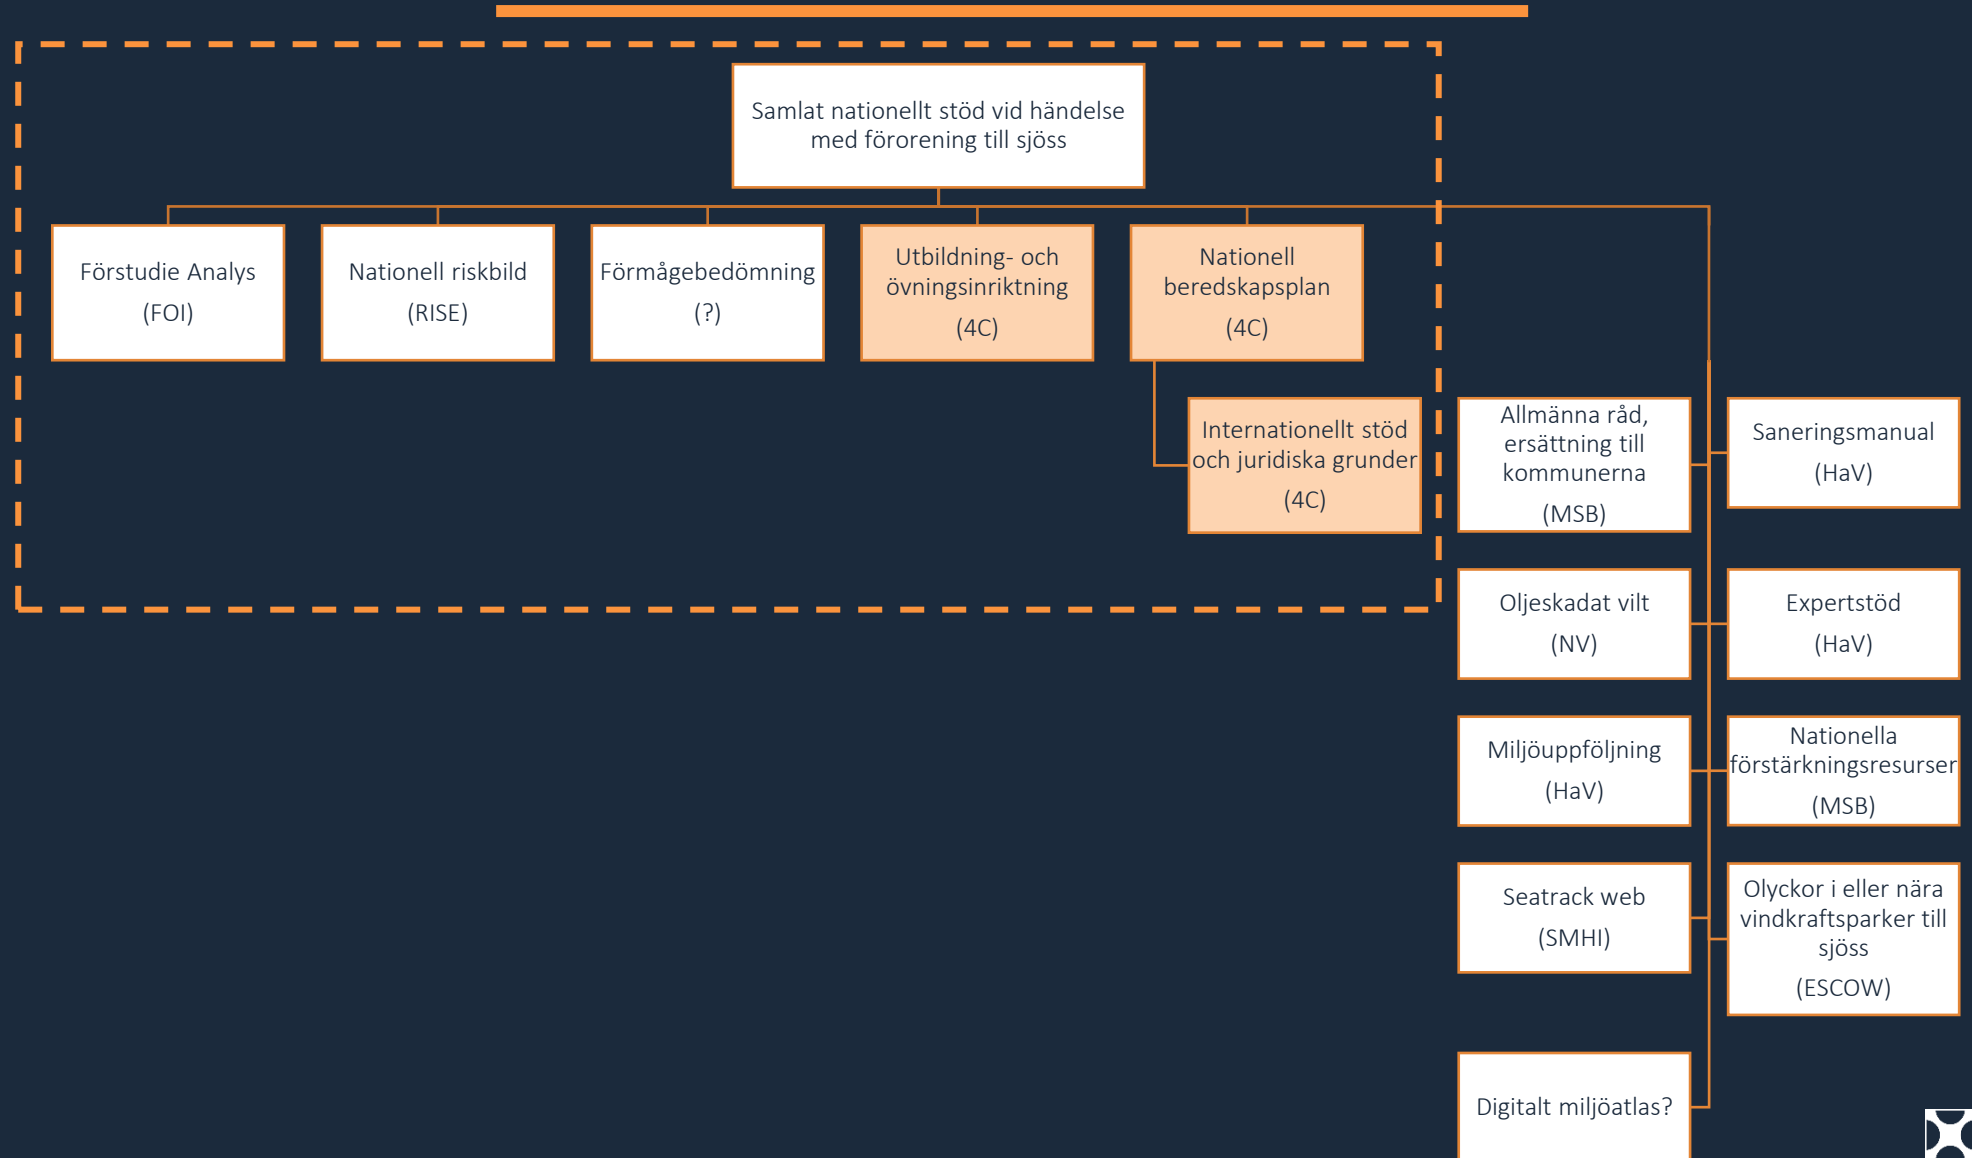 Samlat nationellt stöd vid händelse
med förorening till sjöss
Förstudie Analys
(FOI)
Nationell riskbild
(RISE)
Förmågebedömning
(?)
Utbildning- och
övningsinriktning
(4C)
Nationell
beredskapsplan
(4C)
Internationellt stöd
och juridiska grunder
(4C)
Allmänna råd,
ersättning till
kommunerna
(MSB)
Saneringsmanual
(HaV)
Oljeskadat vilt
(NV)
Expertstöd
(HaV)
Miljöuppföljning
(HaV)
Nationella
förstärkningsresurser
(MSB)
Seatrack web
(SMHI)
Olyckor i eller nära
vindkraftsparker till
sjöss
(ESCOW)
Digitalt miljöatlas?